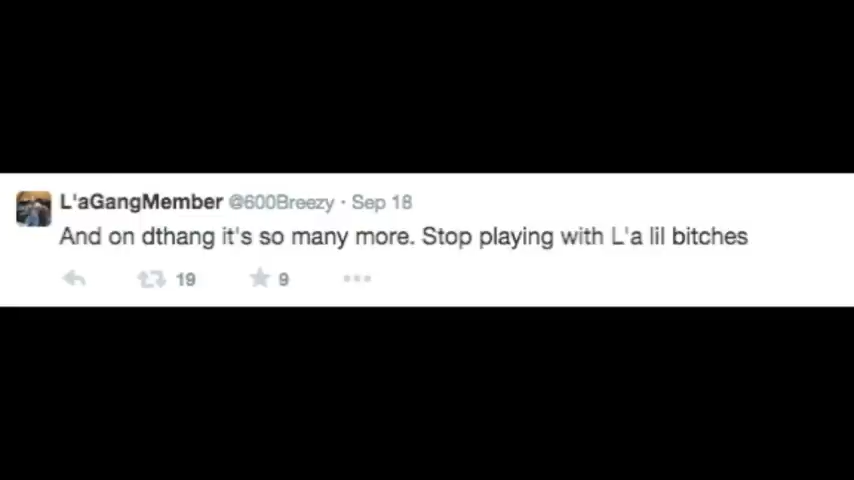 L'aGangMember @600Breezy · Sep 18
And on dthang it's so many more. Stop playing with L'a lil bitches
19 9